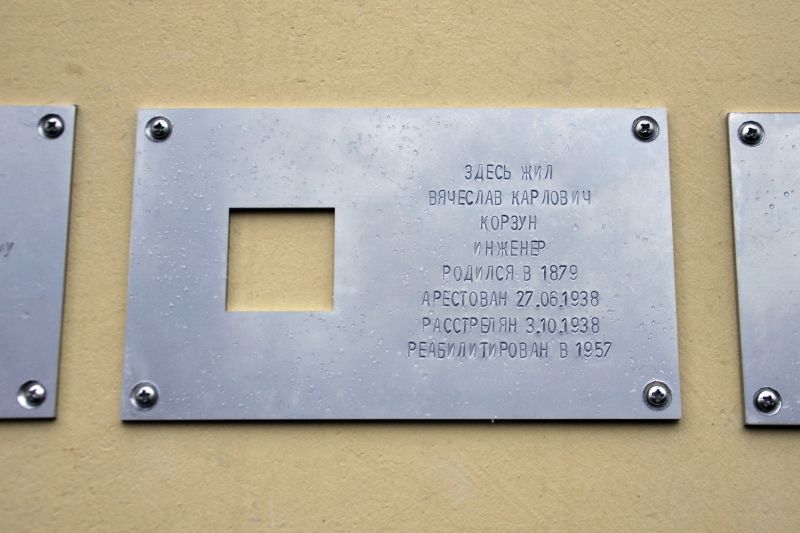 ЗДЕСЬ ЖИЛ
ВЯЧЕСЛАВ КАРЛОВИЧ
КОРЗУН
ИНЖЕНЕР
РОДИЛСЯ В 1879
АРЕСТОВАН 27.06.1938
РАССТРЕЛЯН 3.10.1938
РЕАБИЛИТИРОВАН В 1957